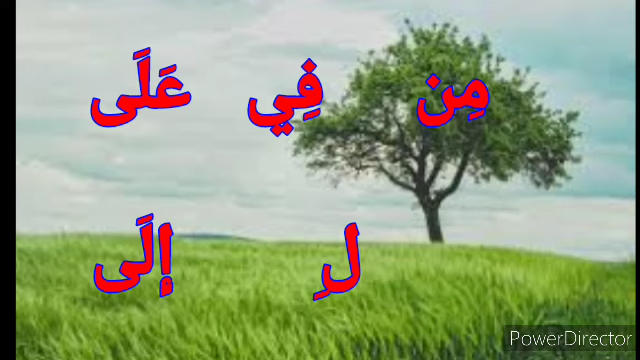 مِن فِي عَلَى
لِ إلَى
PowerDirector